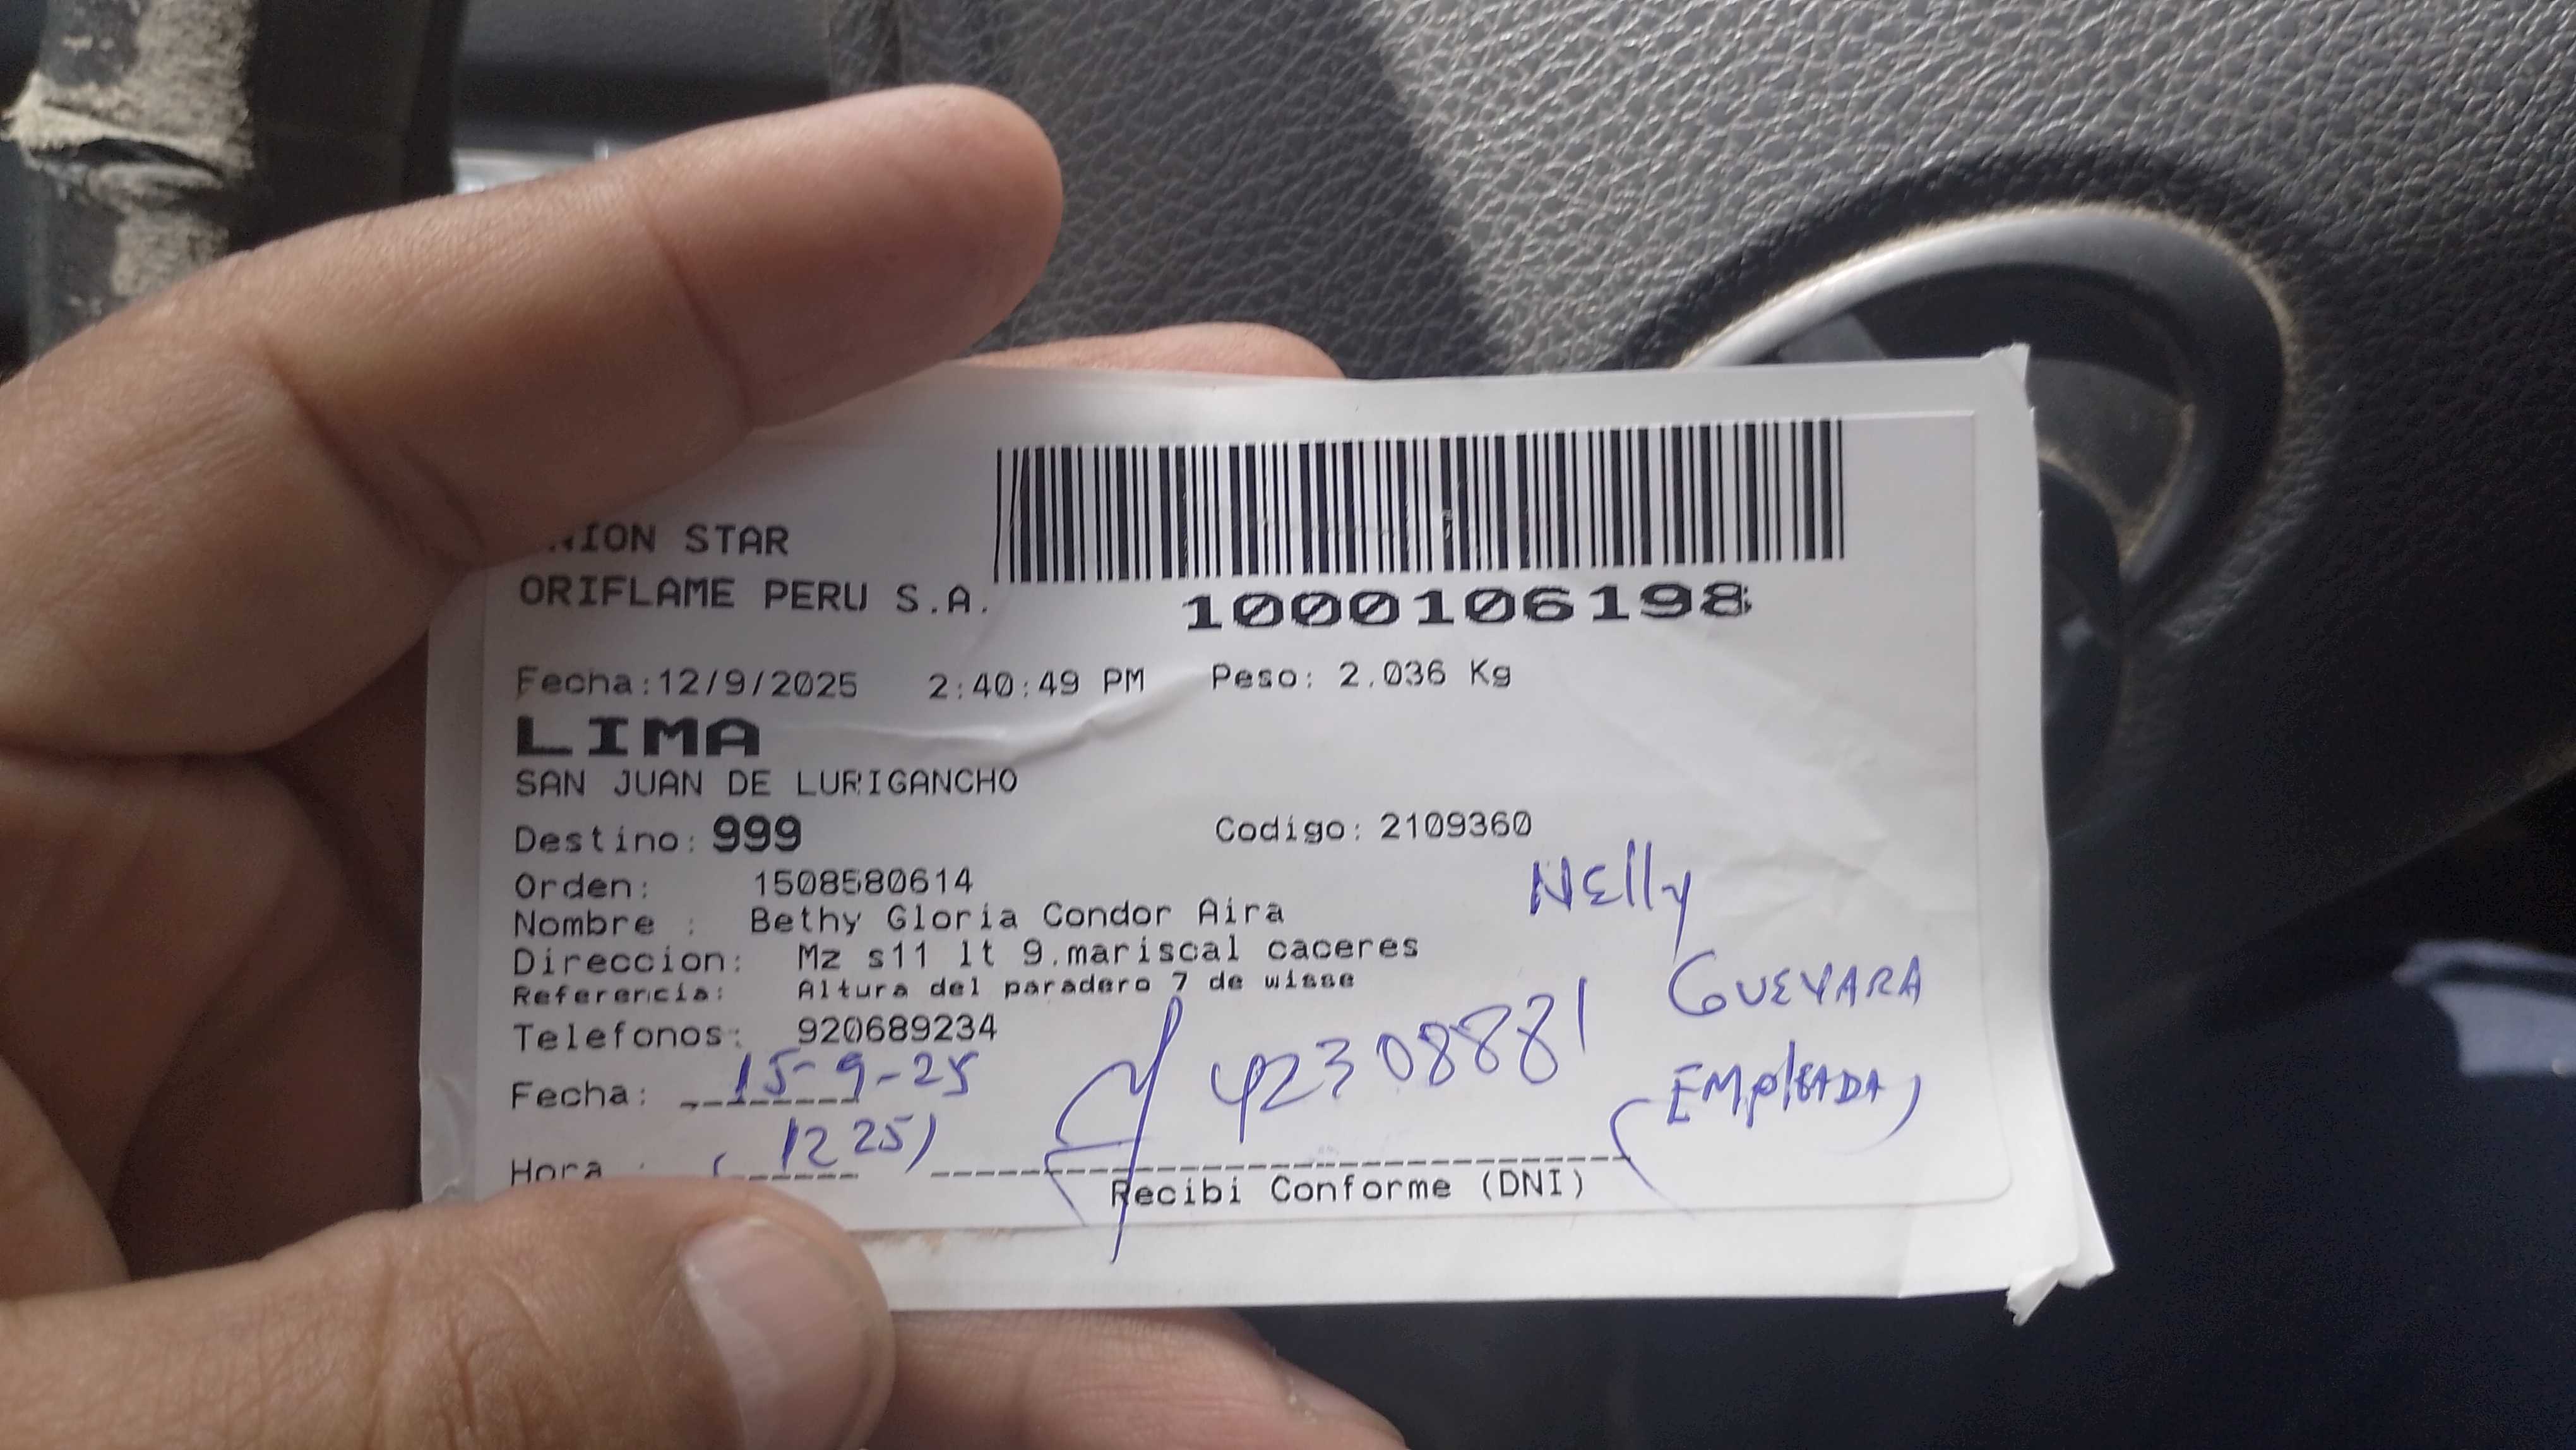 NION STAR
ORIFLAME PERU S.A.
1000106198
Fecha:12/9/2025 2:40:49 PM Peso: 2.036 Kg
LIMA
SAN JUAN DE LURIGANCHO
Destino: 999 Codigo: 2109360
Orden: 1508580614
Nombre : Bethy Gloria Condor Aira
Direccion: Mz s11 lt 9.mariscal caceres
Referencia: Altura del paradero 7 de wisse
Telefonos: 920689234
Fecha: 15-9-25
Hora : ( 12 25)
42308881
Recibi Conforme (DNI)
NElly
GUEVARA
(EMplEADA)